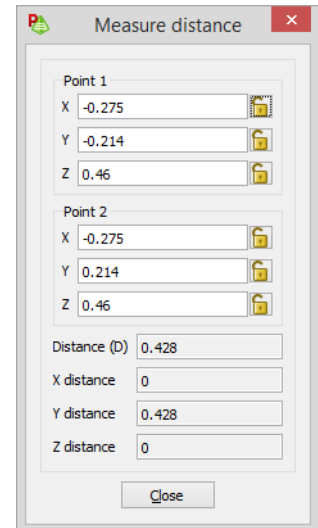 Measure distance
Point 1
X -0.275
Y -0.214
Z 0.46
Point 2
X -0.275
Y 0.214
Z 0.46
Distance (D) 0.428
X distance 0
Y distance 0.428
Z distance 0
Close